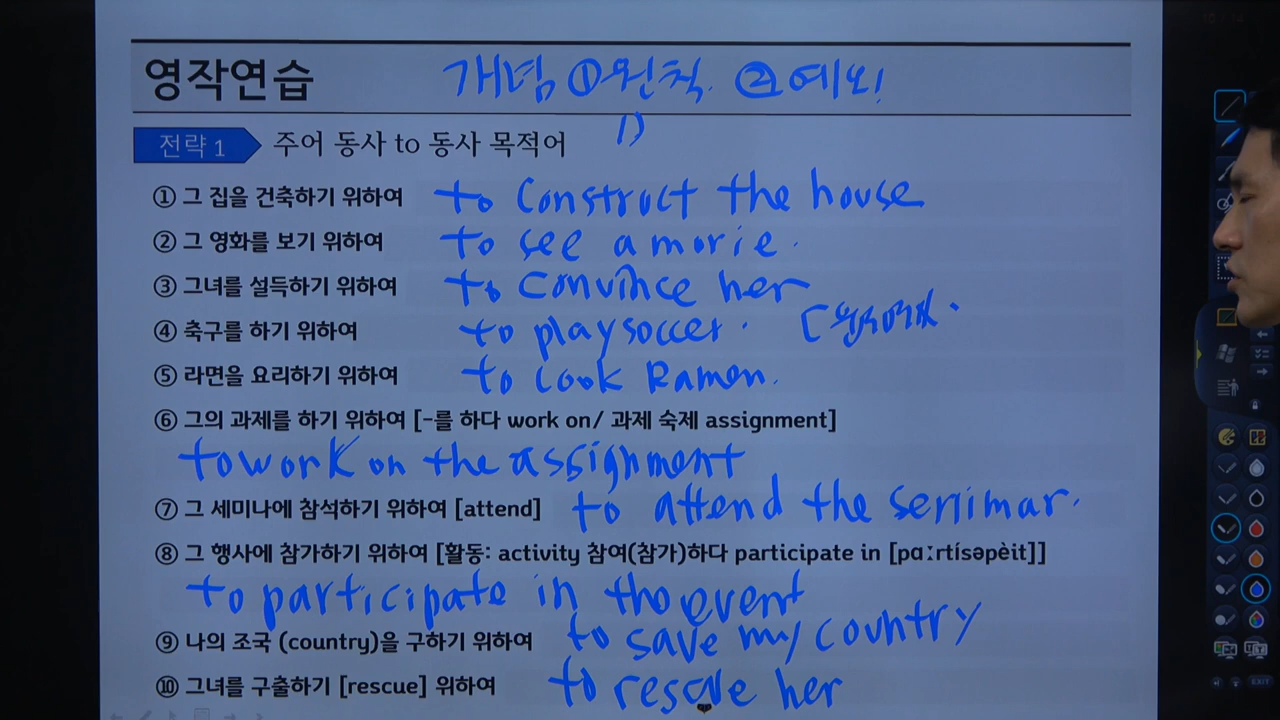 영작연습 개념 ①원칙. ②예외!
1)
전략 1 주어 동사 to 동사 목적어
① 그 집을 건축하기 위하여 to construct the house
② 그 영화를 보기 위하여 to see a movie.
③ 그녀를 설득하기 위하여 to convince her
④ 축구를 하기 위하여 to play soccer.
⑤ 라면을 요리하기 위하여 to cook Ramen.
⑥ 그의 과제를 하기 위하여 [-를 하다 work on/ 과제 숙제 assignment]
to work on the assignment
⑦ 그 세미나에 참석하기 위하여 [attend] to attend the semimar.
⑧ 그 행사에 참가하기 위하여 [활동: activity 참여(참가)하다 participate in [pɑːrtísəpèit]]
to participate in the event
⑨ 나의 조국 (country)을 구하기 위하여 to save my country
⑩ 그녀를 구출하기 [rescue] 위하여 to rescue her
EXIT